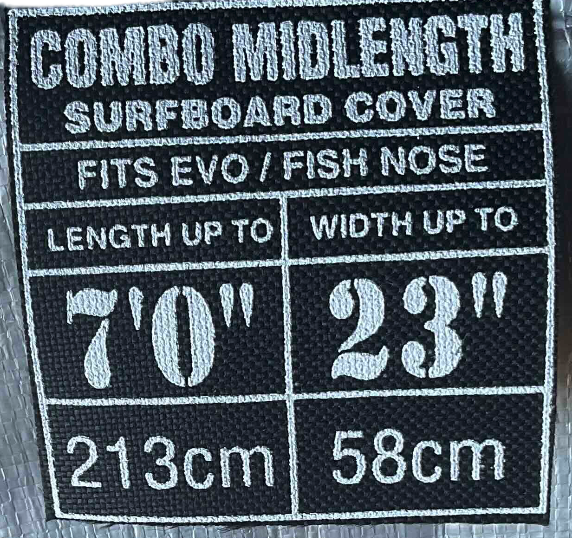 COMBO MIDLENGTH
SURFBOARD COVER
FITS EVO / FISH NOSE
LENGTH UP TO WIDTH UP TO
7'0" 23"
213cm 58cm